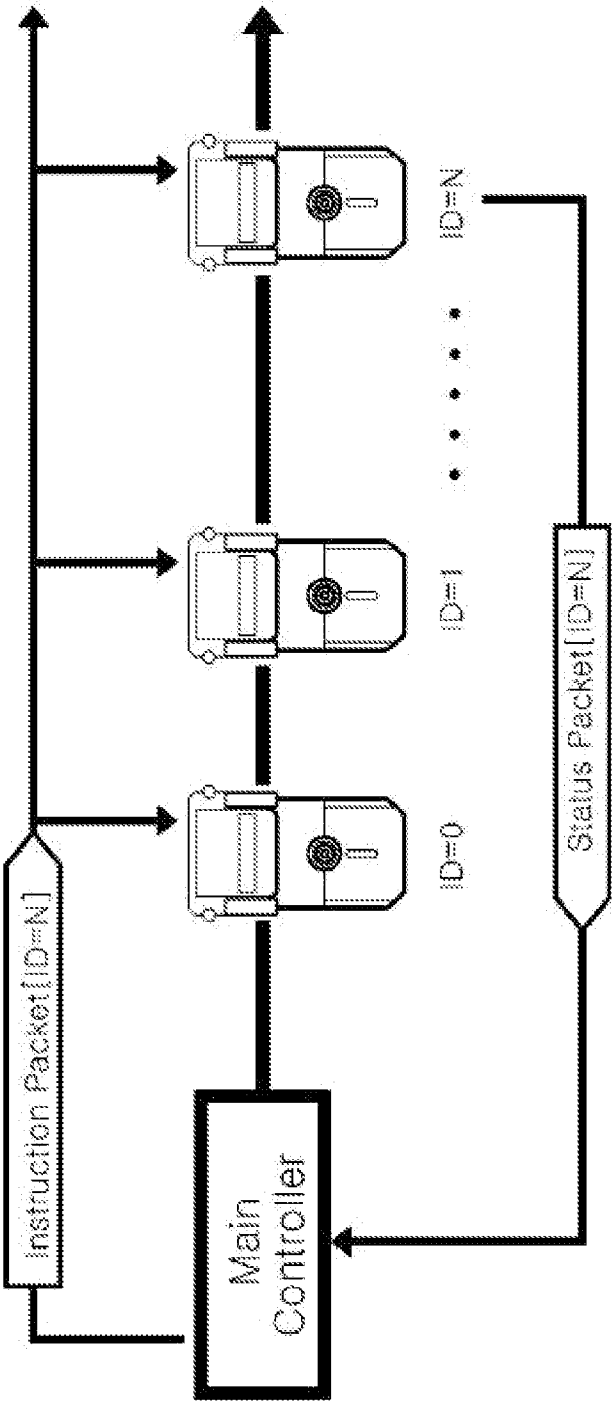 Instruction Packet[ID=N]
Main
Controller
ID=0
ID=1
ID=N
Status Packet[ID=N]